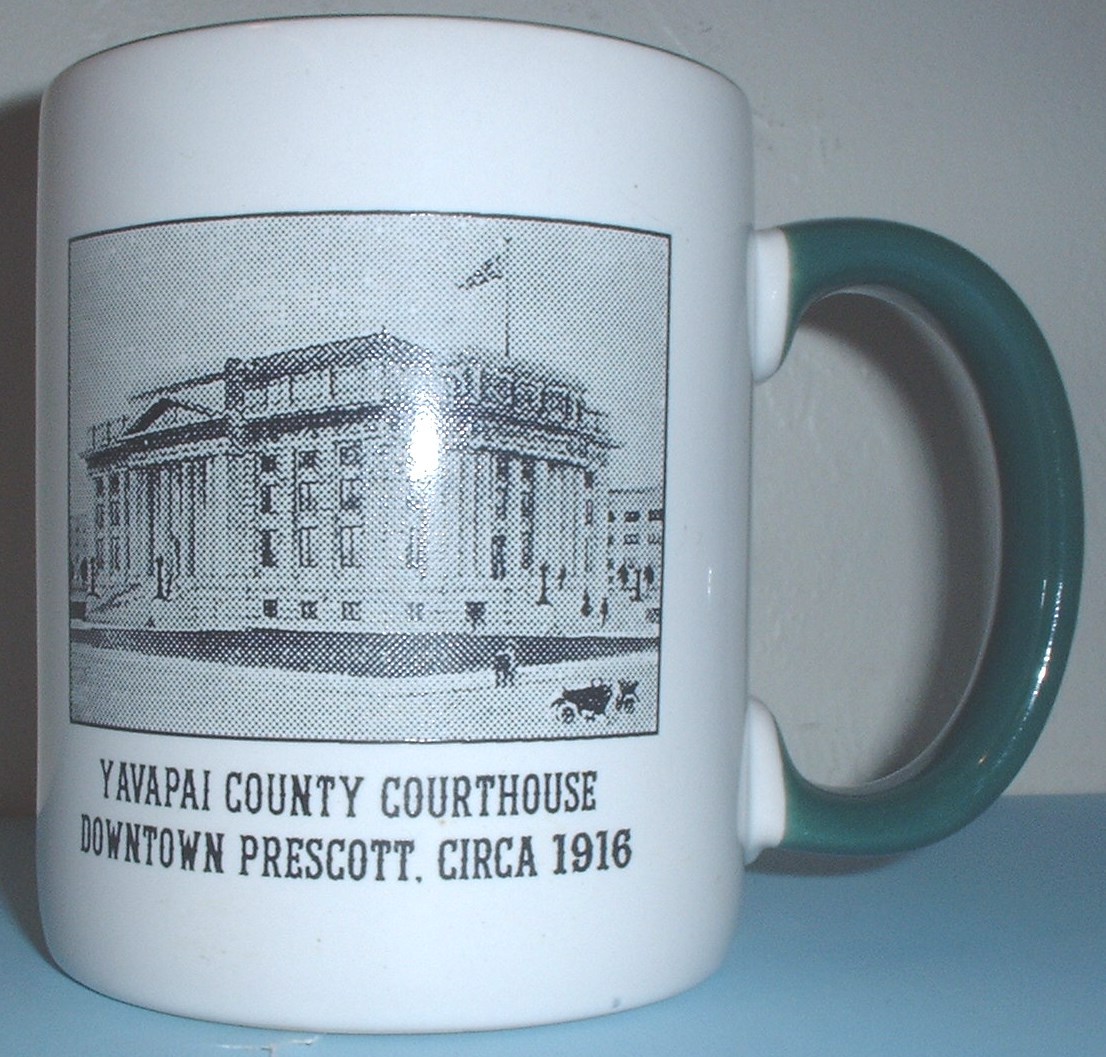 YAVAPAI COUNTY COURTHOUSE
DOWNTOWN PRESCOTT, CIRCA 1916